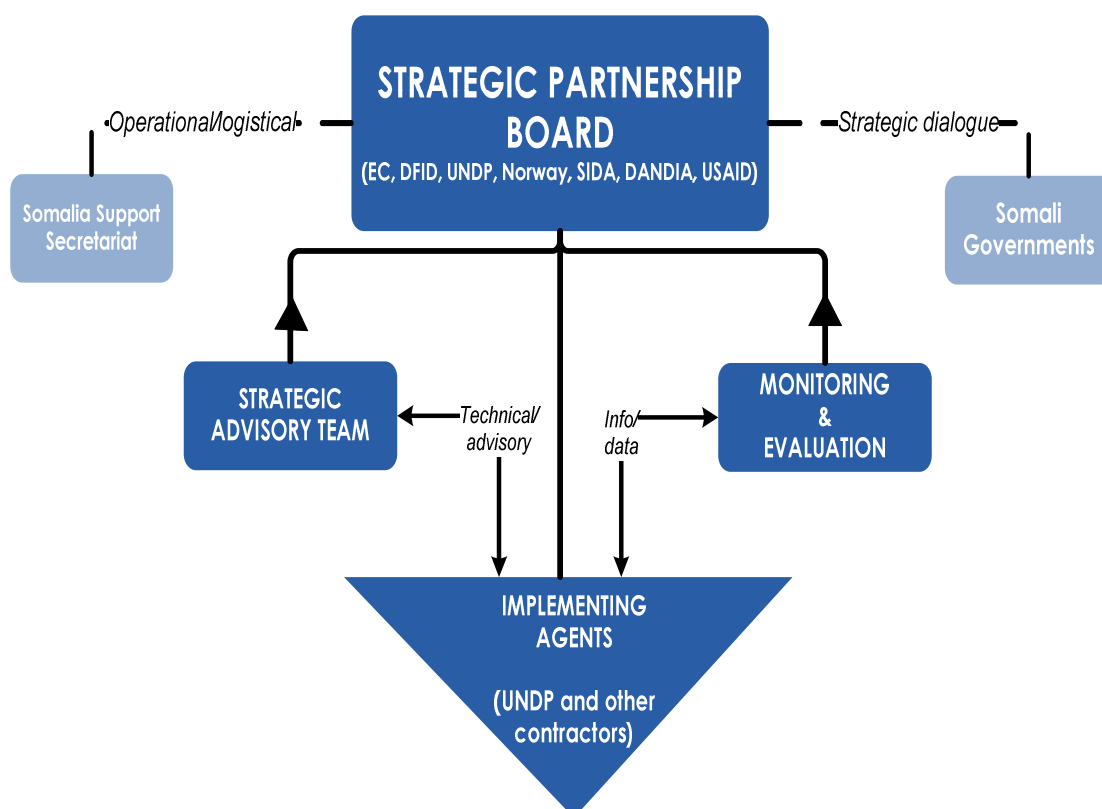 STRATEGIC PARTNERSHIP
BOARD
(EC, DFID, UNDP, Norway, SIDA, DANDIA, USAID)
Operational/logistical
Strategic dialogue
Somalia Support
Secretariat
Somali
Governments
STRATEGIC
ADVISORY TEAM
MONITORING
&
EVALUATION
Technical/
advisory
Info/
data
IMPLEMENTING
AGENTS
(UNDP and other
contractors)